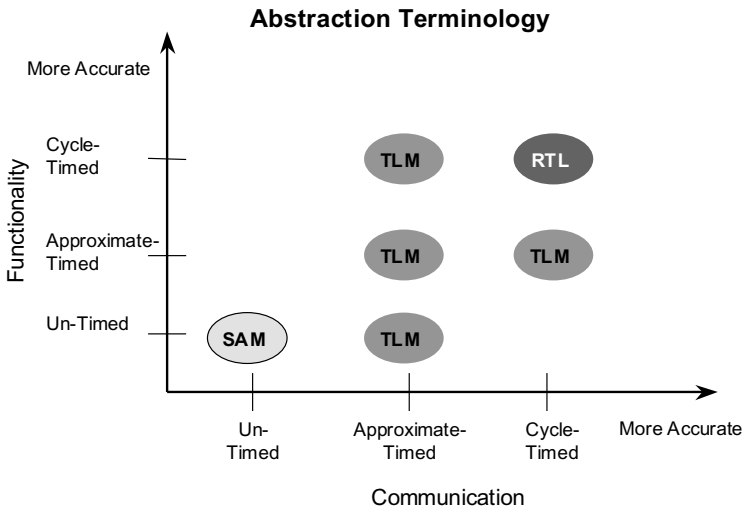 Abstraction Terminology
More Accurate
Cycle-
Timed
TLM
RTL
Functionality
Approximate-
Timed
TLM
TLM
Un-Timed
SAM
TLM
Un-
Timed
Approximate-
Timed
Cycle-
Timed
More Accurate
Communication